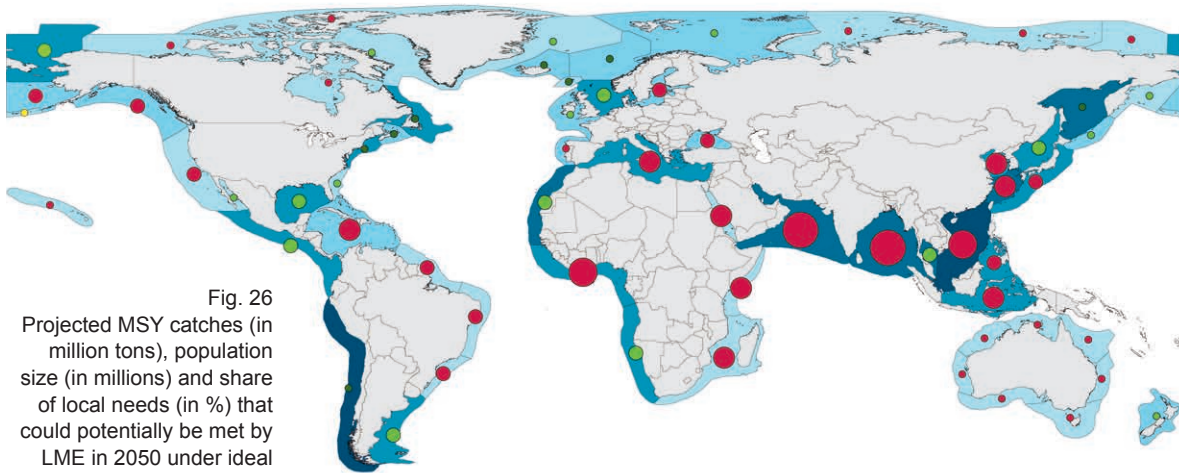 Fig. 26
Projected MSY catches (in
million tons), population
size (in millions) and share
of local needs (in %) that
could potentially be met by
LME in 2050 under ideal